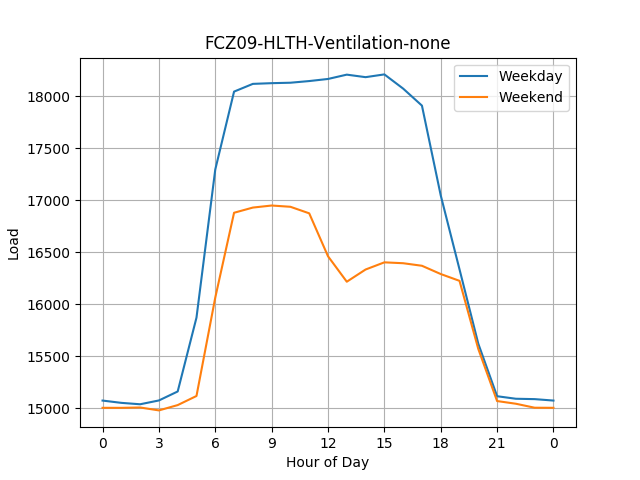 FCZ09-HLTH-Ventilation-none
Weekday
Weekend
18000
17500
17000
16500
16000
15500
15000
Load
0 3 6 9 12 15 18 21 0
Hour of Day